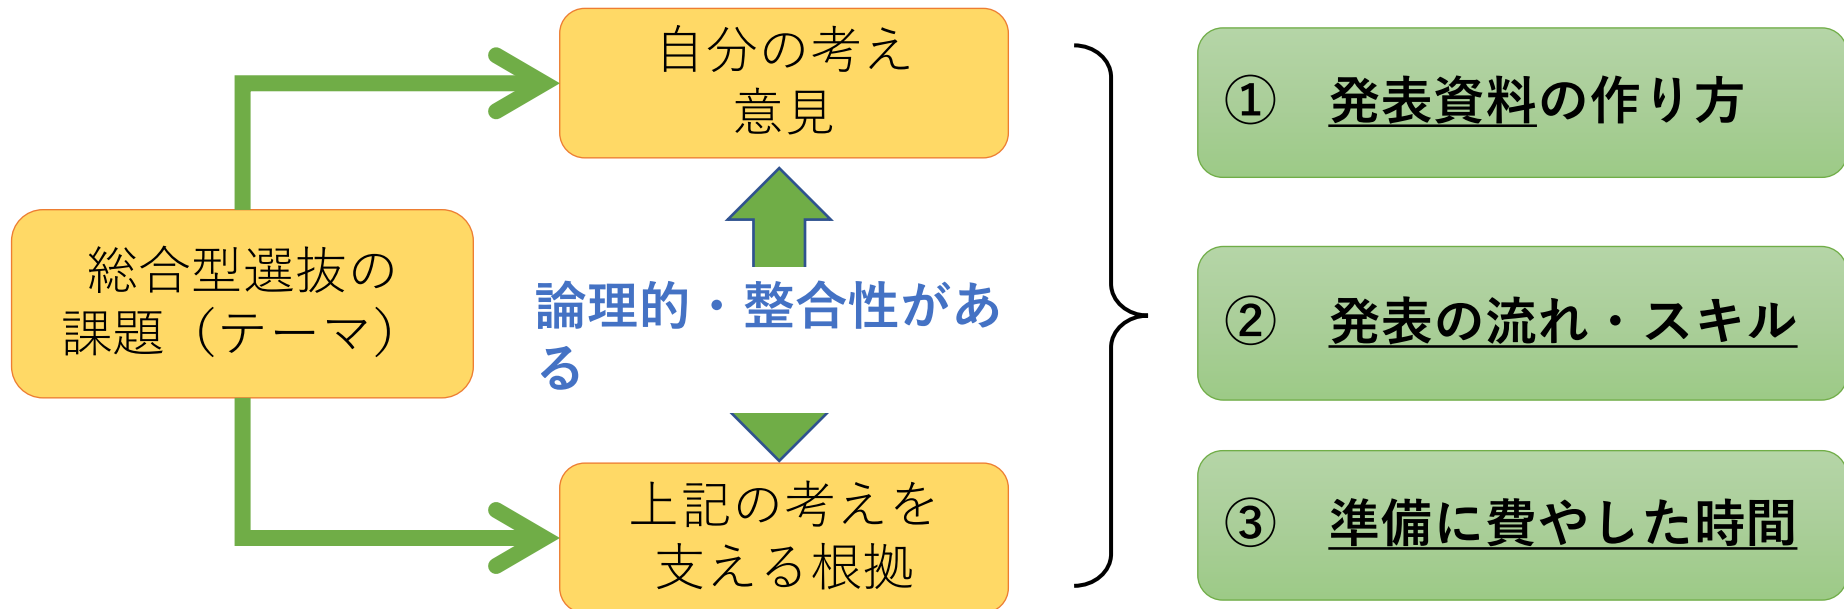 自分の考え
意見
総合型選抜の
課題（テーマ）
論理的・整合性があ
る
上記の考えを
支える根拠
①　発表資料の作り方
②　発表の流れ・スキル
③　準備に費やした時間